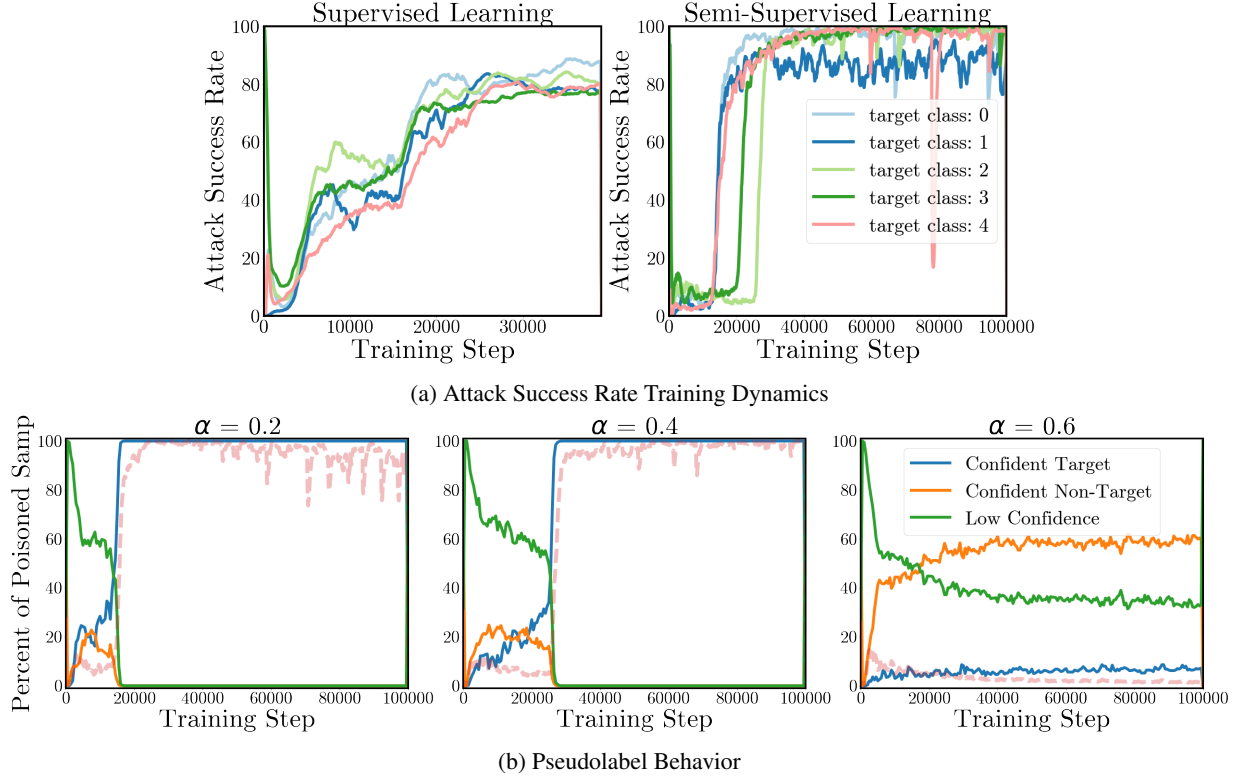 Supervised Learning
Semi-Supervised Learning
Attack Success Rate
100
80
60
40
20
0
0 10000 20000 30000
Training Step
Attack Success Rate
100
80
60
40
20
0
target class: 0
target class: 1
target class: 2
target class: 3
target class: 4
0 20000 40000 60000 80000 100000
Training Step
(a) Attack Success Rate Training Dynamics
α = 0.2
α = 0.4
α = 0.6
Percent of Poisoned Samp
100
80
60
40
20
0
0 20000 40000 60000 80000 100000
Training Step
100
80
60
40
20
0
0 20000 40000 60000 80000 100000
Training Step
100
80
60
40
20
0
Confident Target
Confident Non-Target
Low Confidence
0 20000 40000 60000 80000 100000
Training Step
(b) Pseudolabel Behavior